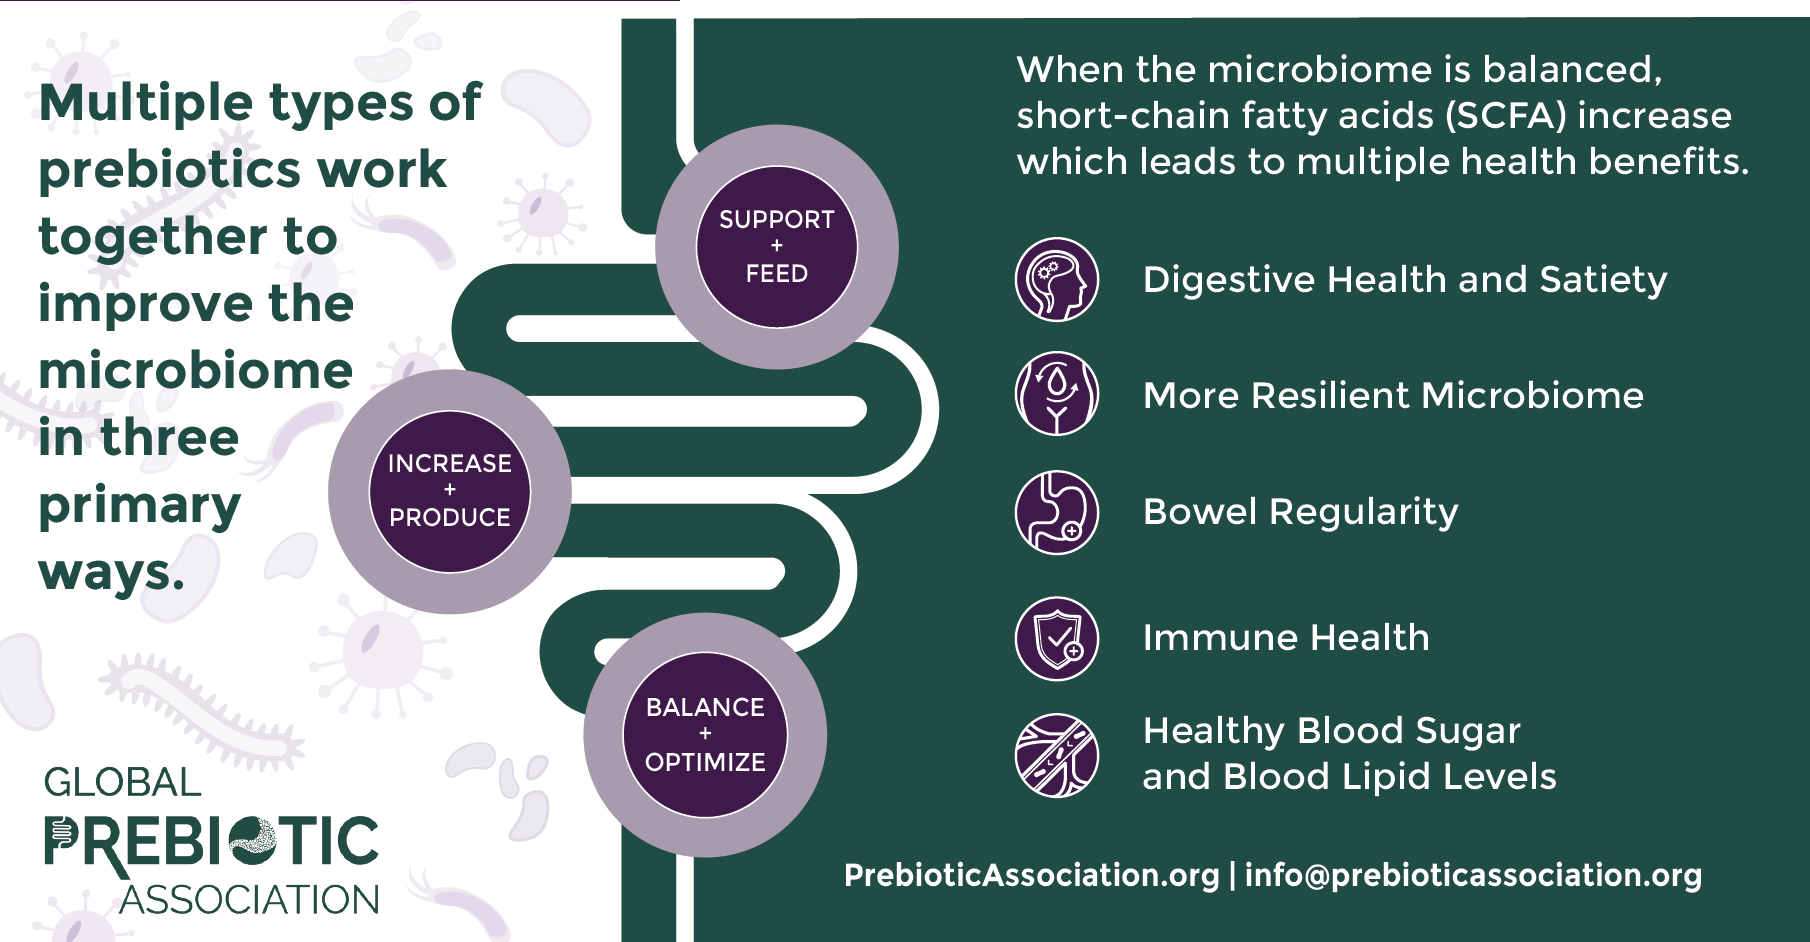 Multiple types of
prebiotics work
together to
improve the
microbiome
in three
primary
ways.
SUPPORT
+
FEED
INCREASE
+
PRODUCE
BALANCE
+
OPTIMIZE
When the microbiome is balanced,
short-chain fatty acids (SCFA) increase
which leads to multiple health benefits.
Digestive Health and Satiety
More Resilient Microbiome
Bowel Regularity
Immune Health
Healthy Blood Sugar
and Blood Lipid Levels
GLOBAL
PREBIOTIC
ASSOCIATION
PrebioticAssociation.org | info@prebioticassociation.org